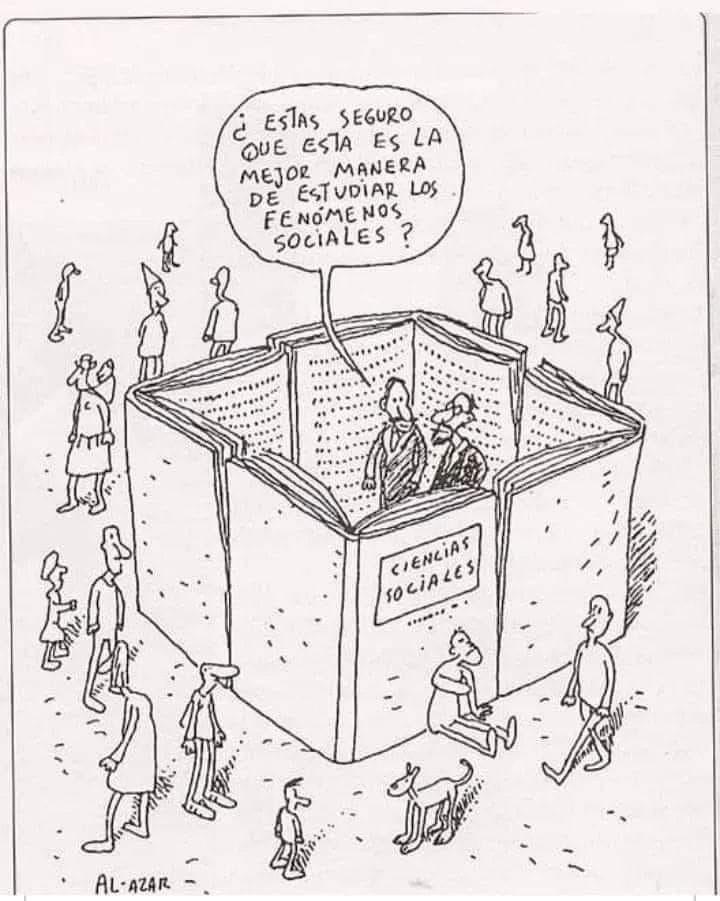 ¿ ESTAS SEGURO
QUE ESTA ES LA
MEJOR MANERA
DE ESTUDIAR LOS
FENÓMENOS
SOCIALES ?
CIENCIAS
SOCIALES
AL-AZAR